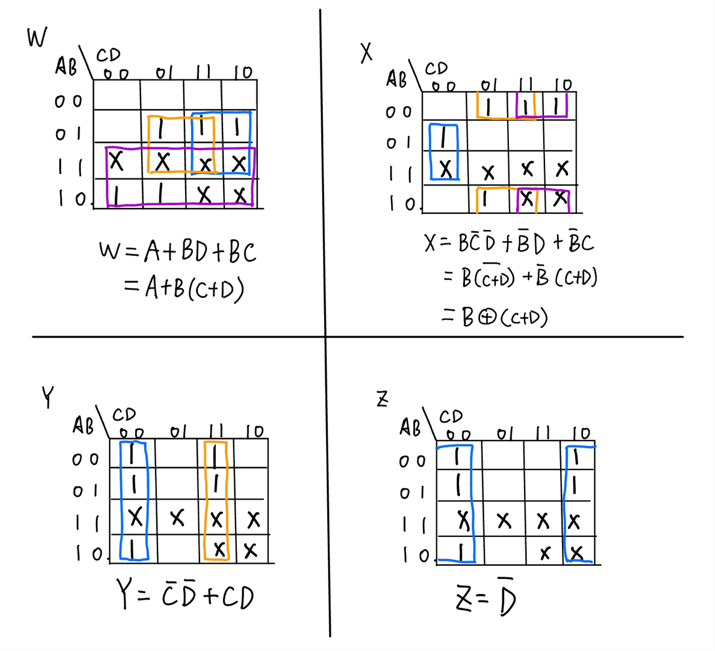 W
CD
AB
00 01 11 10
00
01 1 1 1
11 X X X X
10. 1 1 X X
W = A + BD + BC
= A + B(C+D)
X
CD
AB
00 01 11 10
00 1 1 1
01 1
11 X X X X
10. 1 X X
X = BC̅D̅ + B̅D + B̅C
= B(\overline{C+D}) + B̅(C+D)
= B⊕(C+D)
Y
CD
AB
00 01 11 10
00 1 1
01 1 1
11 X X X X
10. 1 X X
Y = C̅D̅ + CD
Z
CD
AB
00 01 11 10
00 1 1
01 1 1
11 X X X X
10. 1 X X
Z = D̅